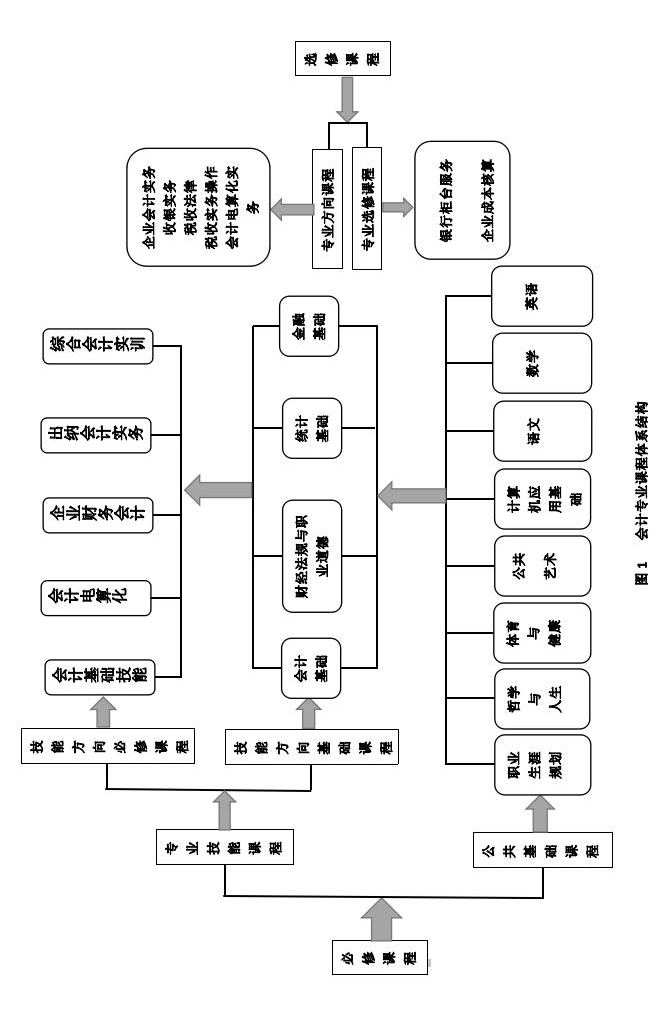 必修课程
专业技能课程
公共基础课程
技能方向必修课程
技能方向基础课程
会计基础技能
会计电算化
企业财务会计
出纳会计实务
综合会计实训
会计
基础
财经法规与职
业道德
统计
基础
金融
基础
职业
生涯
规划
哲学
与
人生
体育
与
健康
公共
艺术
计算
机应
用基
础
语文
数学
英语
企业会计实务
收银实务
税收法律
税收实务操作
会计电算化实
务
专业方向课程
专业选修课程
银行柜台服务
企业成本核算
选修课程
图 1 会计专业课程体系结构